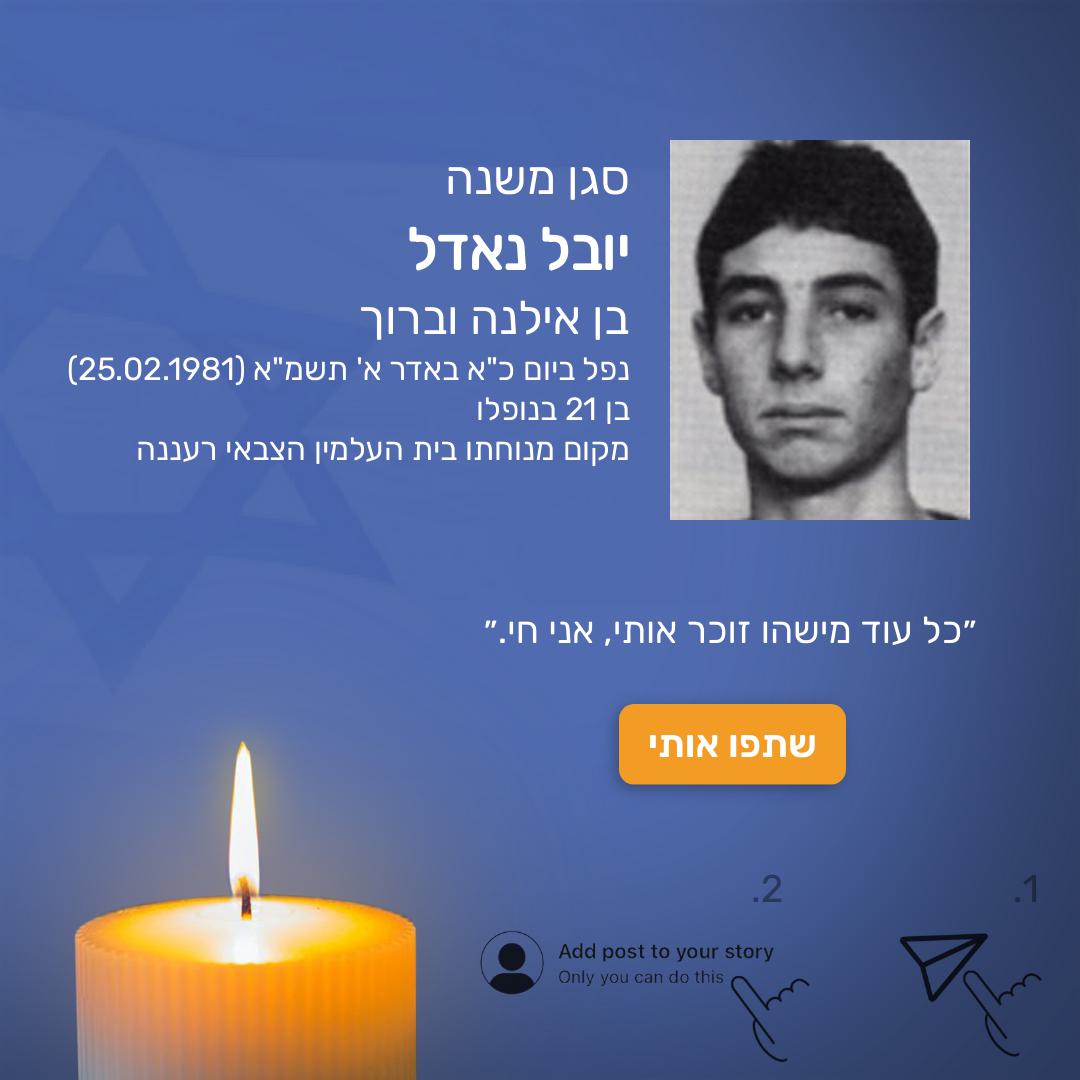 סגן משנה
יובל נאדל
בן אילנה וברוך
נפל ביום כ"א באדר א' תשמ"א (25.02.1981)
בן 21 בנופלו
מקום מנוחתו בית העלמין הצבאי רעננה
״כל עוד מישהו זוכר אותי, אני חי.״
שתפו אותי
.1
.2
Add post to your story
Only you can do this